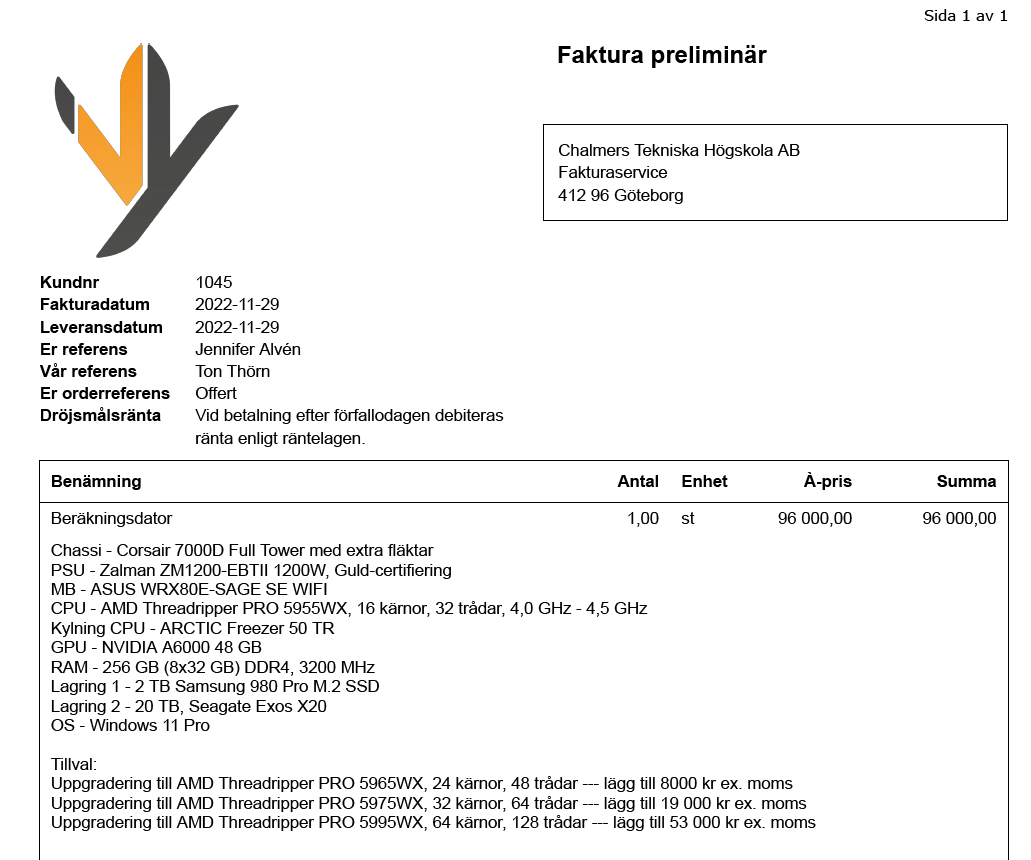 Sida 1 av 1
Faktura preliminär
Chalmers Tekniska Högskola AB
Fakturaservice
412 96 Göteborg
Kundnr 1045
Fakturadatum 2022-11-29
Leveransdatum 2022-11-29
Er referens Jennifer Alvén
Vår referens Ton Thörn
Er orderreferens Offert
Dröjsmålsränta Vid betalning efter förfallodagen debiteras
ränta enligt räntelagen.
Benämning Antal Enhet À-pris Summa
Beräkningsdator 1,00 st 96 000,00 96 000,00
Chassi - Corsair 7000D Full Tower med extra fläktar
PSU - Zalman ZM1200-EBTII 1200W, Guld-certifiering
MB - ASUS WRX80E-SAGE SE WIFI
CPU - AMD Threadripper PRO 5955WX, 16 kärnor, 32 trådar, 4,0 GHz - 4,5 GHz
Kylning CPU - ARCTIC Freezer 50 TR
GPU - NVIDIA A6000 48 GB
RAM - 256 GB (8x32 GB) DDR4, 3200 MHz
Lagring 1 - 2 TB Samsung 980 Pro M.2 SSD
Lagring 2 - 20 TB, Seagate Exos X20
OS - Windows 11 Pro
Tillval:
Uppgradering till AMD Threadripper PRO 5965WX, 24 kärnor, 48 trådar --- lägg till 8000 kr ex. moms
Uppgradering till AMD Threadripper PRO 5975WX, 32 kärnor, 64 trådar --- lägg till 19 000 kr ex. moms
Uppgradering till AMD Threadripper PRO 5995WX, 64 kärnor, 128 trådar --- lägg till 53 000 kr ex. moms